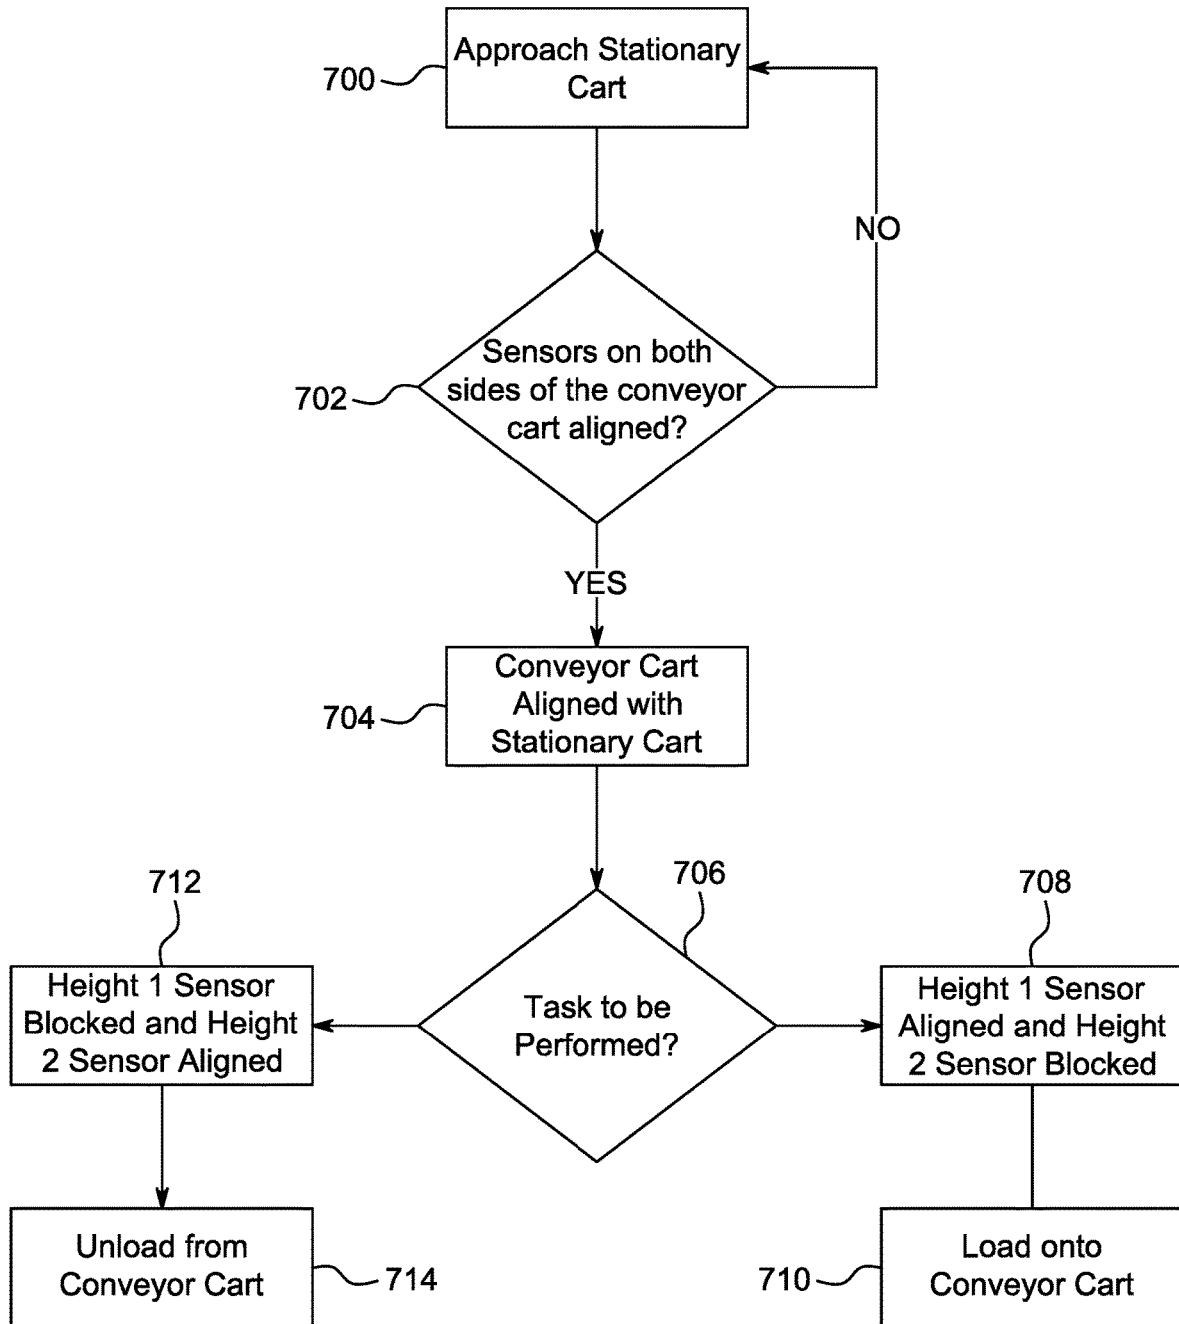 Approach Stationary
Cart
700
NO
Sensors on both
sides of the conveyor
cart aligned?
702
YES
Conveyor Cart
Aligned with
Stationary Cart
704
712
706
708
Height 1 Sensor
Blocked and Height
2 Sensor Aligned
Task to be
Performed?
Height 1 Sensor
Aligned and Height
2 Sensor Blocked
Unload from
Conveyor Cart
714
710
Load onto
Conveyor Cart